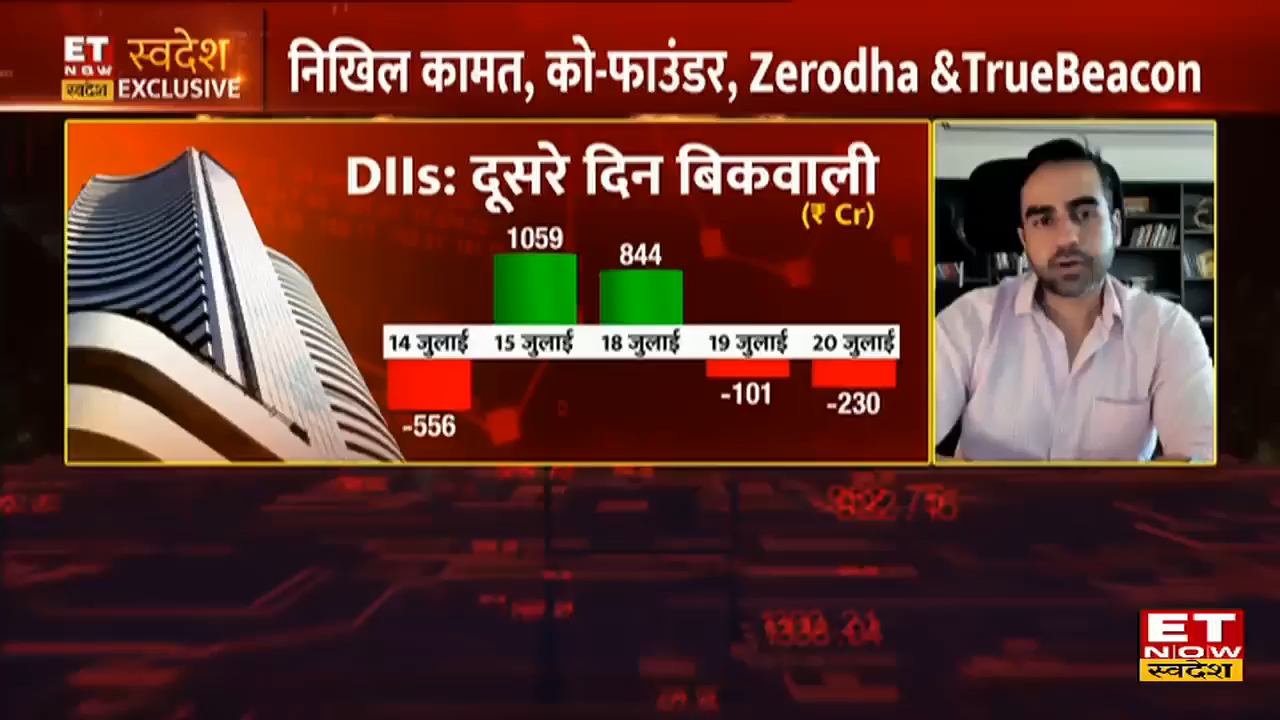 ET
NOW
स्वदेश
स्वदेश
EXCLUSIVE
निखिल कामत, को-फाउंडर, Zerodha &TrueBeacon
DIIs: दूसरे दिन बिकवाली
(₹ Cr)
1059
844
14 जुलाई 15 जुलाई 18 जुलाई 19 जुलाई 20 जुलाई
-556
-101
-230
ET
NOW
स्वदेश